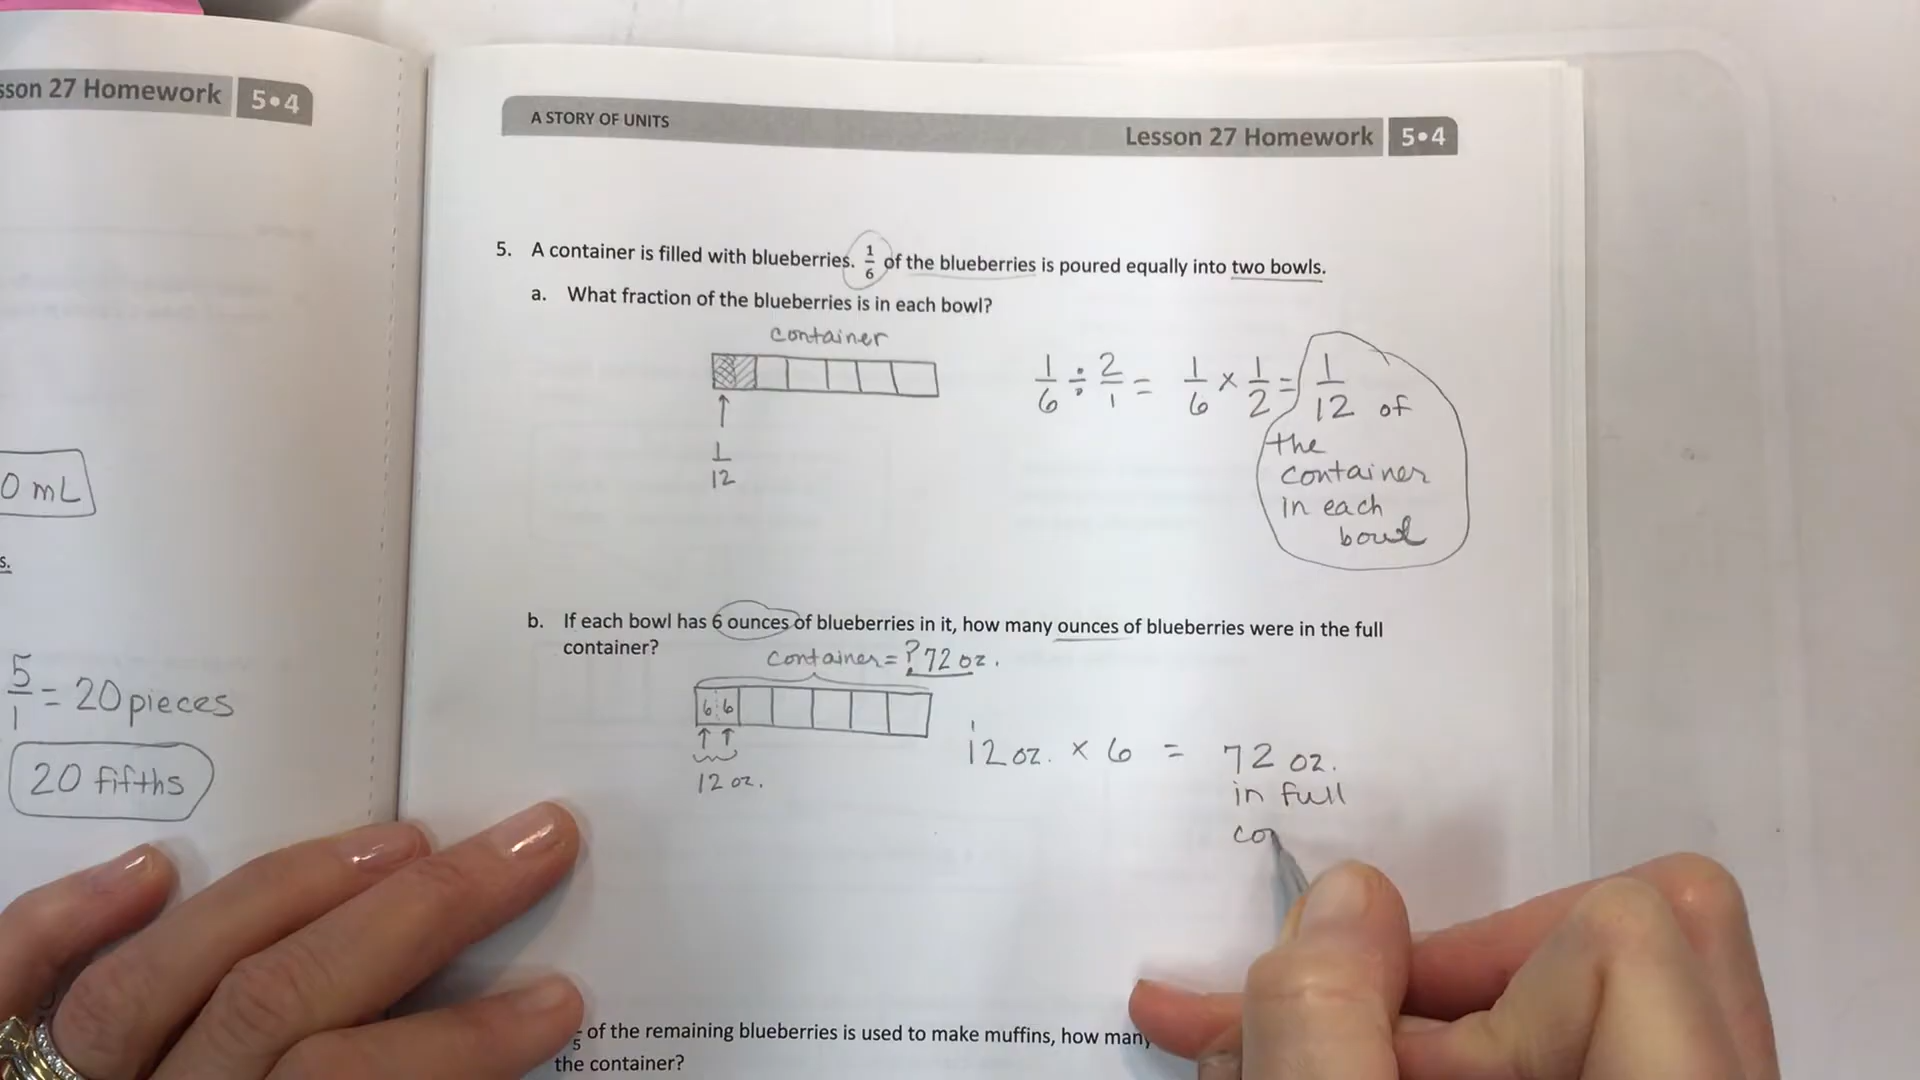 sson 27 Homework 5•4
0 mL
s.
5/1 = 20 pieces
20 fifths
A STORY OF UNITS
Lesson 27 Homework 5•4
5. A container is filled with blueberries. 1/6 of the blueberries is poured equally into two bowls.
a. What fraction of the blueberries is in each bowl?
container
1/12
1/6 ÷ 2/1 = 1/6 × 1/2 = 1/12 of
the
container
in each
bowl
b. If each bowl has 6 ounces of blueberries in it, how many ounces of blueberries were in the full
container?
container = ? 72 oz.
6 6
12 oz.
12 oz. × 6 = 72 oz.
in full
con
5 of the remaining blueberries is used to make muffins, how many
the container?